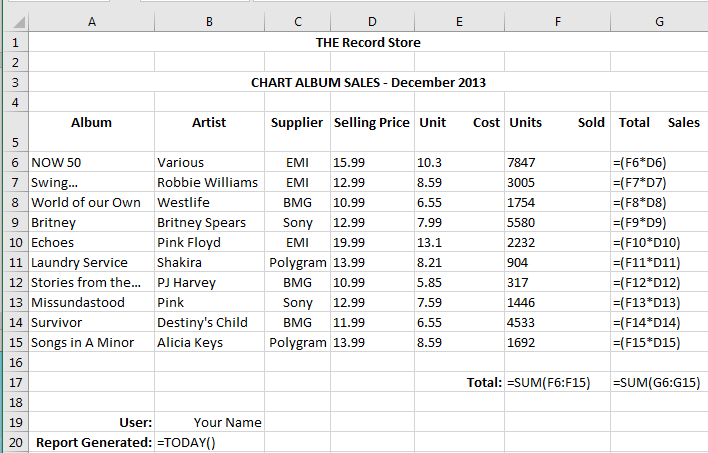 A B C D E F G
1 THE Record Store
2
3 CHART ALBUM SALES - December 2013
4
5 Album Artist Supplier Selling Price Unit Cost Units Sold Total Sales
6 NOW 50 Various EMI 15.99 10.3 7847 =(F6*D6)
7 Swing... Robbie Williams EMI 12.99 8.59 3005 =(F7*D7)
8 World of our Own Westlife BMG 10.99 6.55 1754 =(F8*D8)
9 Britney Britney Spears Sony 12.99 7.99 5580 =(F9*D9)
10 Echoes Pink Floyd EMI 19.99 13.1 2232 =(F10*D10)
11 Laundry Service Shakira Polygram 13.99 8.21 904 =(F11*D11)
12 Stories from the... PJ Harvey BMG 10.99 5.85 317 =(F12*D12)
13 Missundastood Pink Sony 12.99 7.59 1446 =(F13*D13)
14 Survivor Destiny's Child BMG 11.99 6.55 4533 =(F14*D14)
15 Songs in A Minor Alicia Keys Polygram 13.99 8.59 1692 =(F15*D15)
16
17 Total: =SUM(F6:F15) =SUM(G6:G15)
18
19 User: Your Name
20 Report Generated: =TODAY()